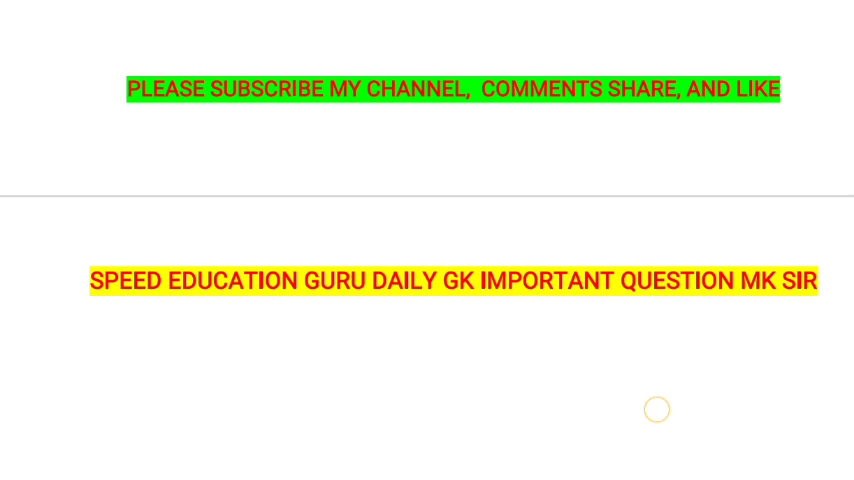 PLEASE SUBSCRIBE MY CHANNEL, COMMENTS SHARE, AND LIKE
SPEED EDUCATION GURU DAILY GK IMPORTANT QUESTION MK SIR